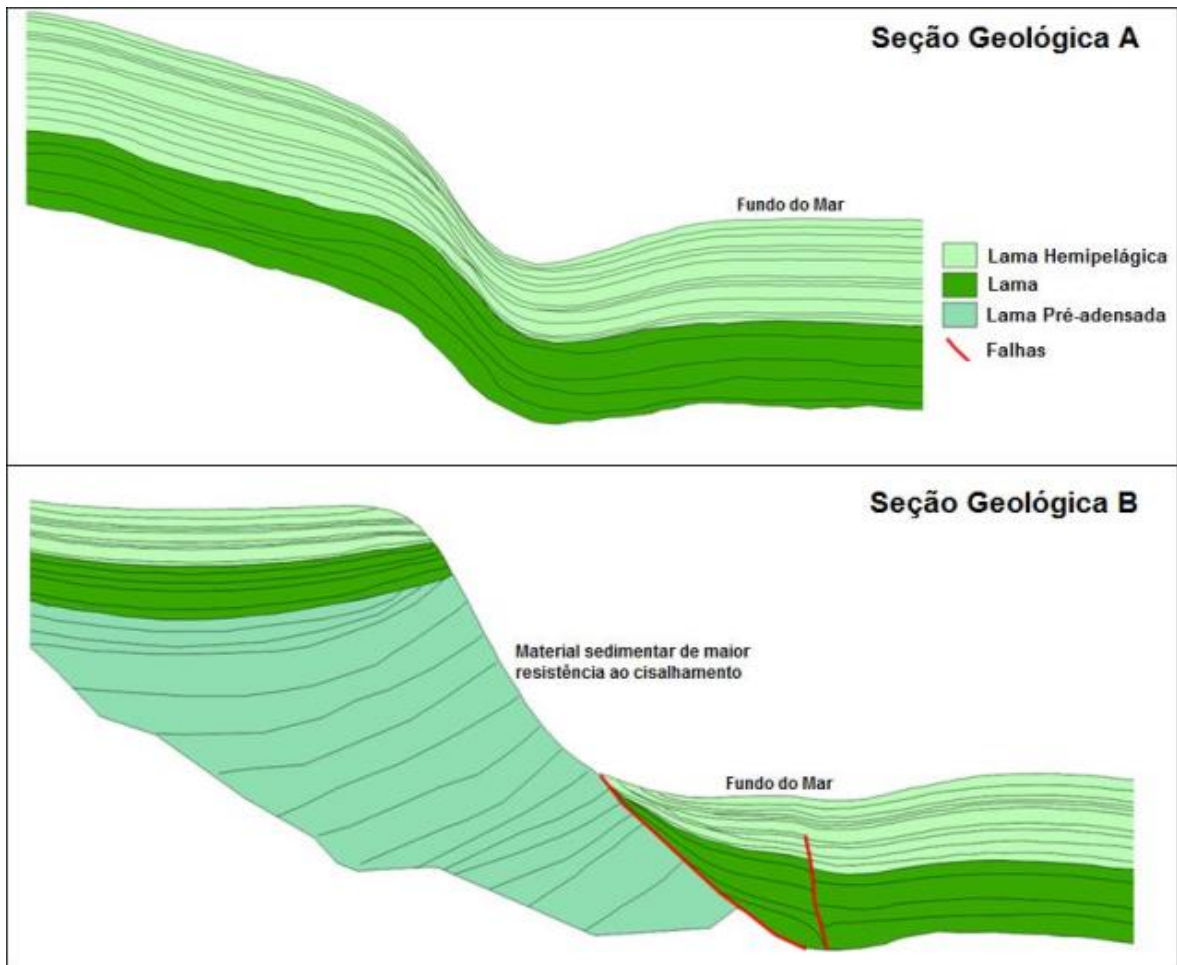 Seção Geológica A
Fundo do Mar
Lama Hemipelágica
Lama
Lama Pré-adensada
Falhas
Seção Geológica B
Material sedimentar de maior
resistência ao cisalhamento
Fundo do Mar